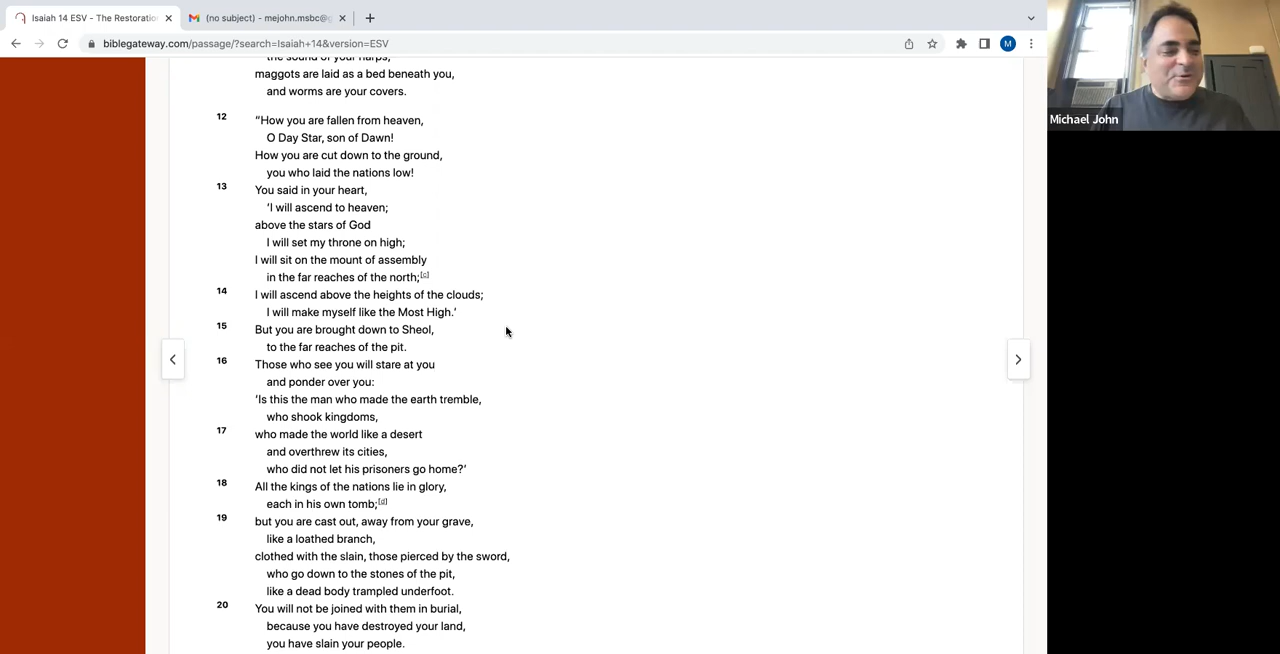 Isaiah 14 ESV - The Restoratio
(no subject) - mejohn.msbc@g
biblegateway.com/passage/?search=Isaiah+14&version=ESV
M
Michael John
the sound of your harps;
maggots are laid as a bed beneath you,
and worms are your covers.
12 “How you are fallen from heaven,
O Day Star, son of Dawn!
How you are cut down to the ground,
you who laid the nations low!
13 You said in your heart,
‘I will ascend to heaven;
above the stars of God
I will set my throne on high;
I will sit on the mount of assembly
in the far reaches of the north;[c]
14 I will ascend above the heights of the clouds;
I will make myself like the Most High.’
15 But you are brought down to Sheol,
to the far reaches of the pit.
16 Those who see you will stare at you
and ponder over you:
‘Is this the man who made the earth tremble,
who shook kingdoms,
17 who made the world like a desert
and overthrew its cities,
who did not let his prisoners go home?’
18 All the kings of the nations lie in glory,
each in his own tomb;[d]
19 but you are cast out, away from your grave,
like a loathed branch,
clothed with the slain, those pierced by the sword,
who go down to the stones of the pit,
like a dead body trampled underfoot.
20 You will not be joined with them in burial,
because you have destroyed your land,
you have slain your people.